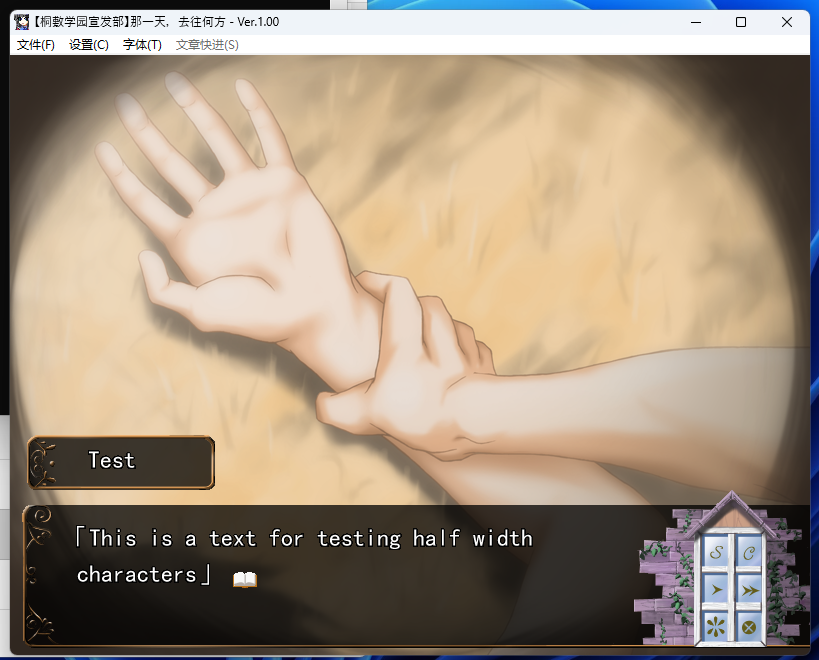 【桐敷学园宣发部】那一天，去往何方 - Ver.1.00
文件(F) 设置(C) 字体(T) 文章快进(S)
Test
「This is a text for testing half width
characters」
S C